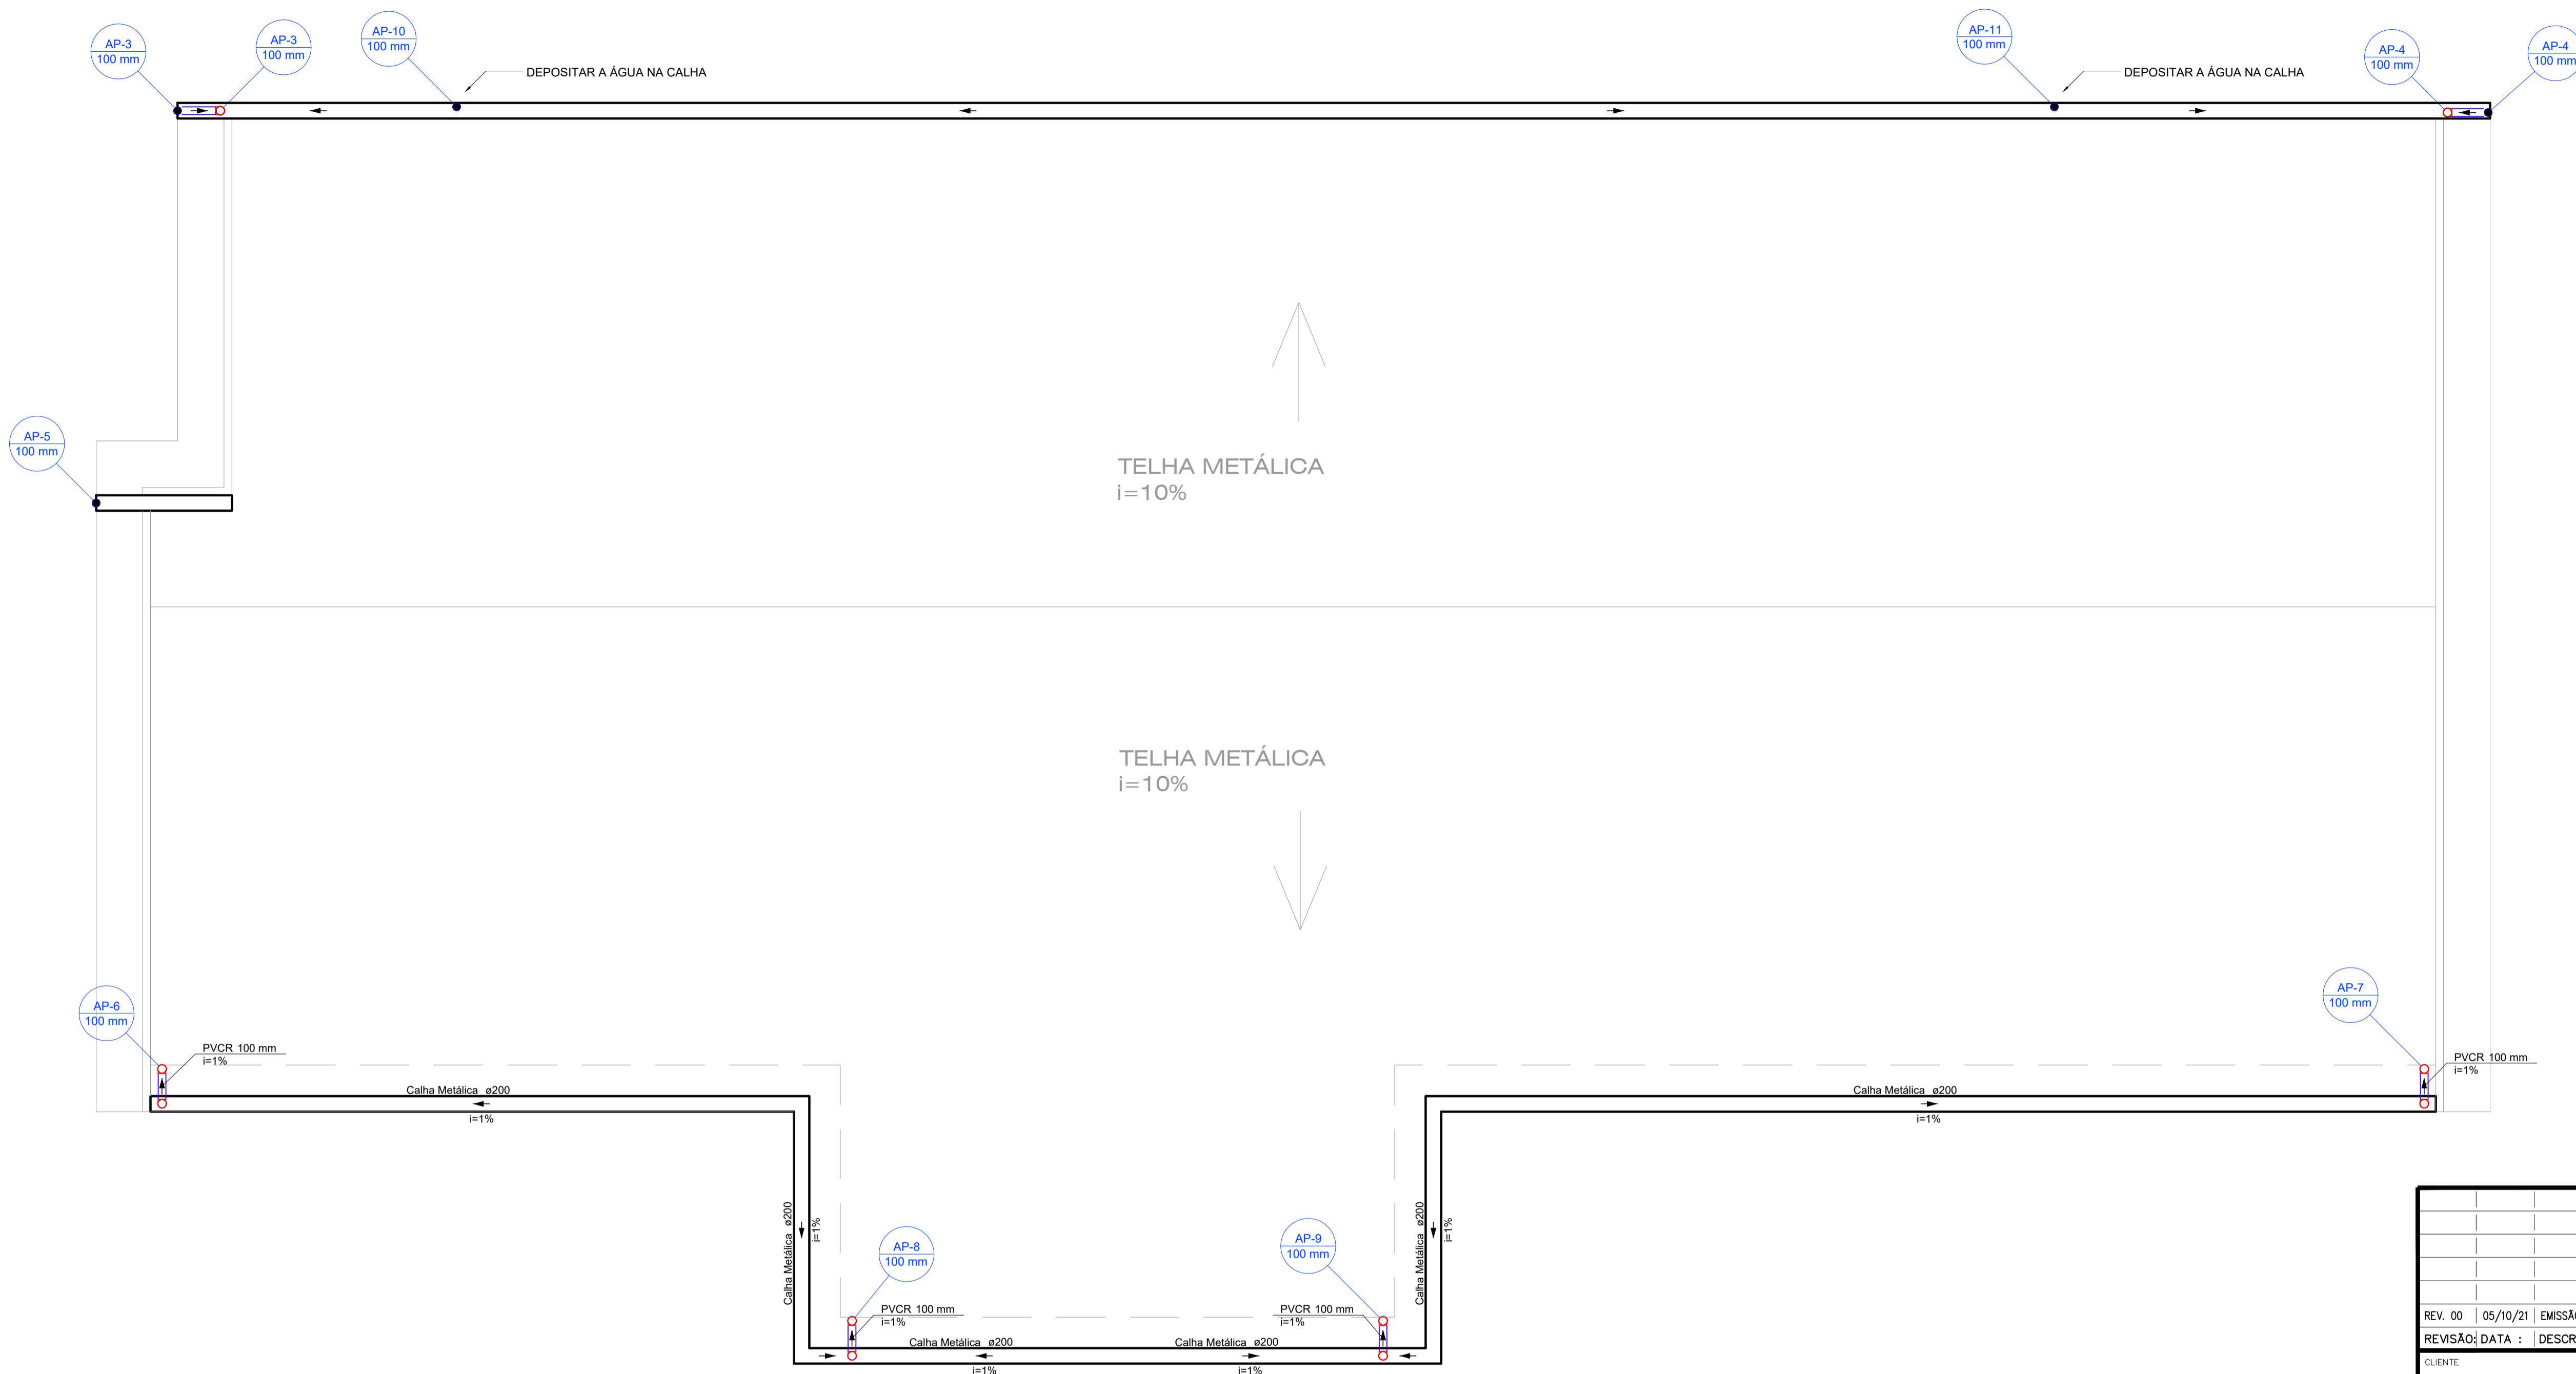 AP-3
100 mm
AP-3
100 mm
AP-10
100 mm
DEPOSITAR A ÁGUA NA CALHA
AP-11
100 mm
DEPOSITAR A ÁGUA NA CALHA
AP-4
100 mm
AP-4
100 mm
AP-5
100 mm
TELHA METÁLICA
i=10%
TELHA METÁLICA
i=10%
AP-6
100 mm
PVCR 100 mm
i=1%
Calha Metálica ø200
i=1%
AP-7
100 mm
PVCR 100 mm
i=1%
Calha Metálica ø200
i=1%
Calha Metálica ø200
i=1%
AP-8
100 mm
PVCR 100 mm
i=1%
Calha Metálica ø200
i=1%
AP-9
100 mm
PVCR 100 mm
i=1%
Calha Metálica ø200
i=1%
Calha Metálica ø200
i=1%
REV. 00 05/10/21
REVISÃO: DATA :
CLIENTE